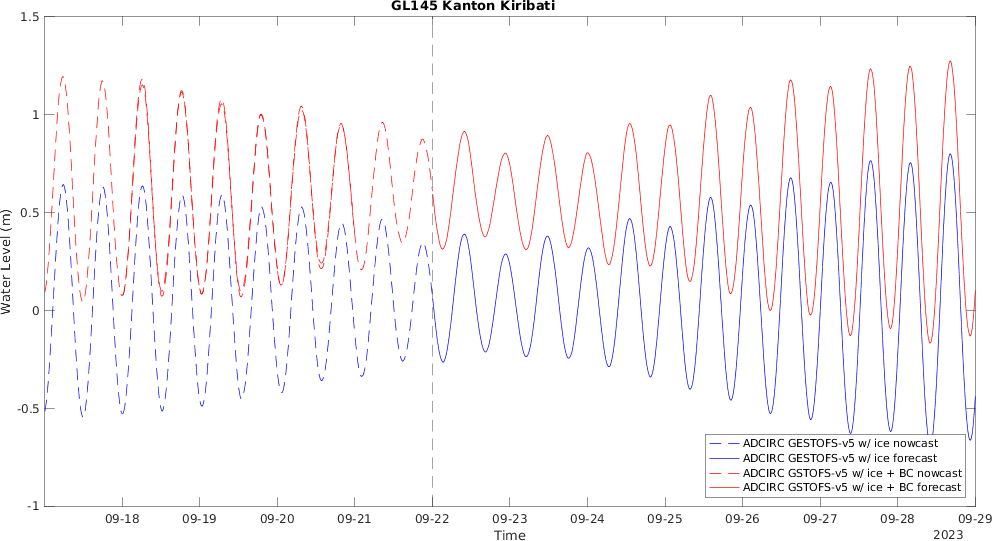 GL145 Kanton Kiribati
1.5
1
0.5
0
-0.5
-1
Water Level (m)
ADCIRC GESTOFS-v5 w/ ice nowcast
ADCIRC GESTOFS-v5 w/ ice forecast
ADCIRC GSTOFS-v5 w/ ice + BC nowcast
ADCIRC GSTOFS-v5 w/ ice + BC forecast
09-18 09-19 09-20 09-21 09-22 09-23 09-24 09-25 09-26 09-27 09-28 09-29
Time
2023